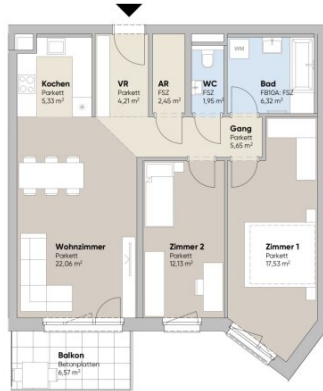 Kochen
Parkett
5,33 m²
VR
Parkett
4,21 m²
AR
FSZ
2,45 m²
WC
FSZ
1,95 m²
WM
Bad
FB10A: FSZ
6,32 m²
Gang
Parkett
5,65 m²
Wohnzimmer
Parkett
22,06 m²
Zimmer 2
Parkett
12,13 m²
Zimmer 1
Parkett
17,53 m²
Balkon
Betonplatten
6,57 m²